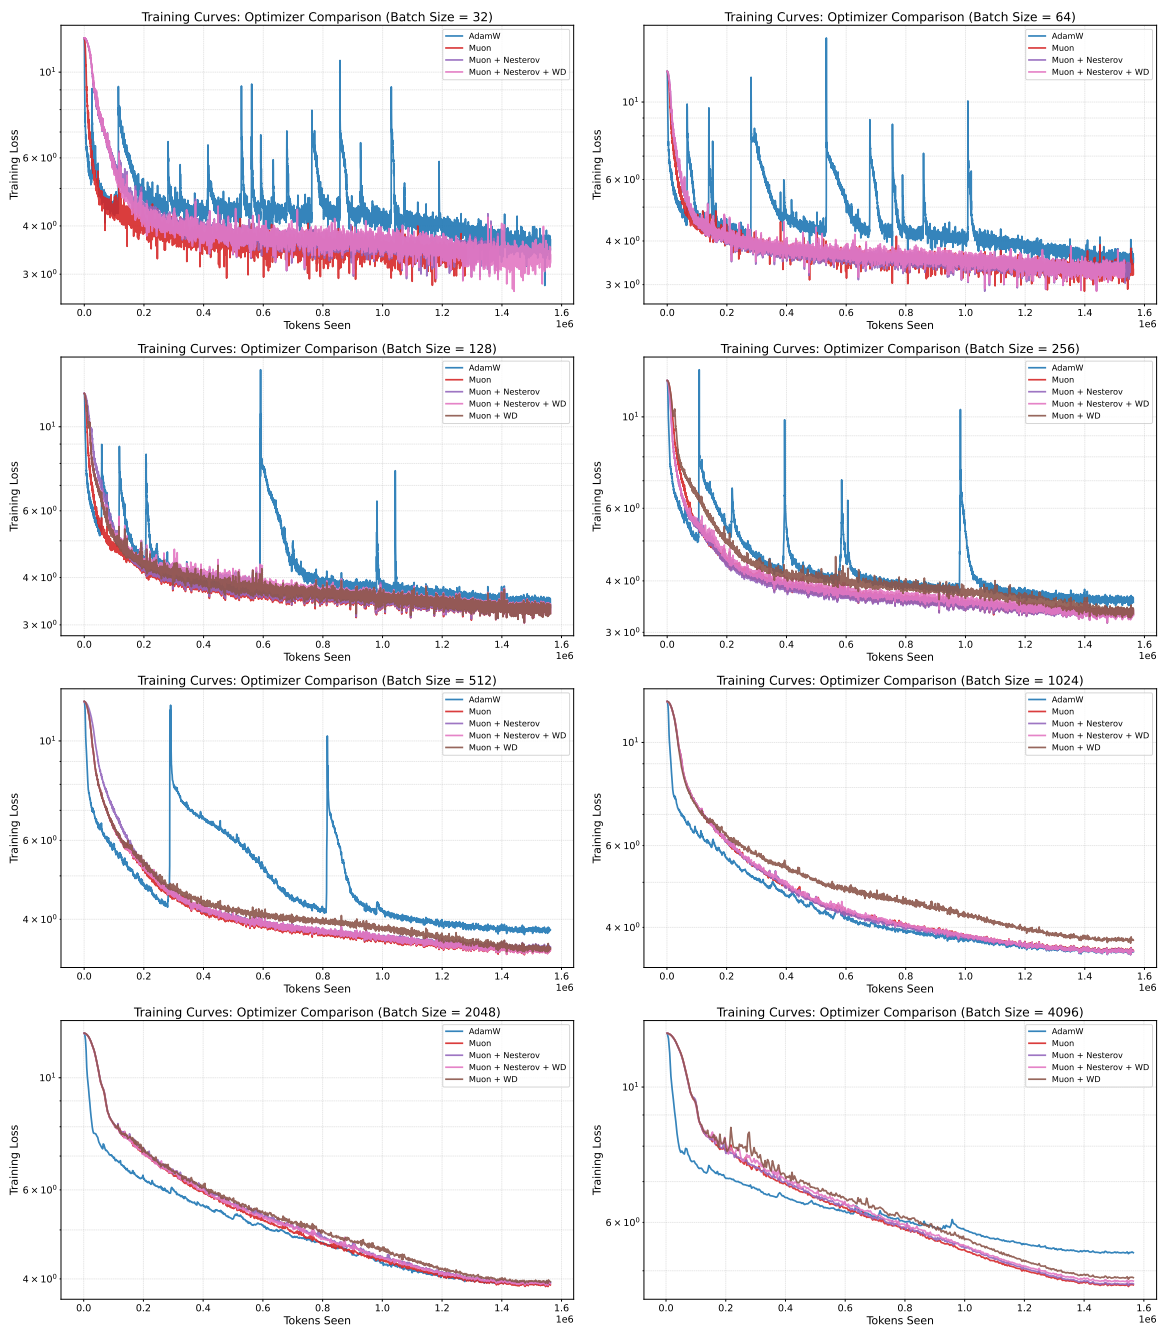 Training Curves: Optimizer Comparison (Batch Size = 32)
AdamW
Muon
Muon + Nesterov
Muon + Nesterov + WD
Training Loss
10¹
6 × 10⁰
4 × 10⁰
3 × 10⁰
0.0 0.2 0.4 0.6 0.8 1.0 1.2 1.4 1.6
1e6
Tokens Seen
Training Curves: Optimizer Comparison (Batch Size = 64)
AdamW
Muon
Muon + Nesterov
Muon + Nesterov + WD
Training Loss
10¹
6 × 10⁰
4 × 10⁰
3 × 10⁰
0.0 0.2 0.4 0.6 0.8 1.0 1.2 1.4 1.6
1e6
Tokens Seen
Training Curves: Optimizer Comparison (Batch Size = 128)
AdamW
Muon
Muon + Nesterov
Muon + Nesterov + WD
Muon + WD
Training Loss
10¹
6 × 10⁰
4 × 10⁰
3 × 10⁰
0.0 0.2 0.4 0.6 0.8 1.0 1.2 1.4 1.6
1e6
Tokens Seen
Training Curves: Optimizer Comparison (Batch Size = 256)
AdamW
Muon
Muon + Nesterov
Muon + Nesterov + WD
Muon + WD
Training Loss
10¹
6 × 10⁰
4 × 10⁰
3 × 10⁰
0.0 0.2 0.4 0.6 0.8 1.0 1.2 1.4 1.6
1e6
Tokens Seen
Training Curves: Optimizer Comparison (Batch Size = 512)
AdamW
Muon
Muon + Nesterov
Muon + Nesterov + WD
Muon + WD
Training Loss
10¹
6 × 10⁰
4 × 10⁰
0.0 0.2 0.4 0.6 0.8 1.0 1.2 1.4 1.6
1e6
Tokens Seen
Training Curves: Optimizer Comparison (Batch Size = 1024)
AdamW
Muon
Muon + Nesterov
Muon + Nesterov + WD
Muon + WD
Training Loss
10¹
6 × 10⁰
4 × 10⁰
0.0 0.2 0.4 0.6 0.8 1.0 1.2 1.4 1.6
1e6
Tokens Seen
Training Curves: Optimizer Comparison (Batch Size = 2048)
AdamW
Muon
Muon + Nesterov
Muon + Nesterov + WD
Muon + WD
Training Loss
10¹
6 × 10⁰
4 × 10⁰
0.0 0.2 0.4 0.6 0.8 1.0 1.2 1.4 1.6
1e6
Tokens Seen
Training Curves: Optimizer Comparison (Batch Size = 4096)
AdamW
Muon
Muon + Nesterov
Muon + Nesterov + WD
Muon + WD
Training Loss
10¹
6 × 10⁰
0.0 0.2 0.4 0.6 0.8 1.0 1.2 1.4 1.6
1e6
Tokens Seen